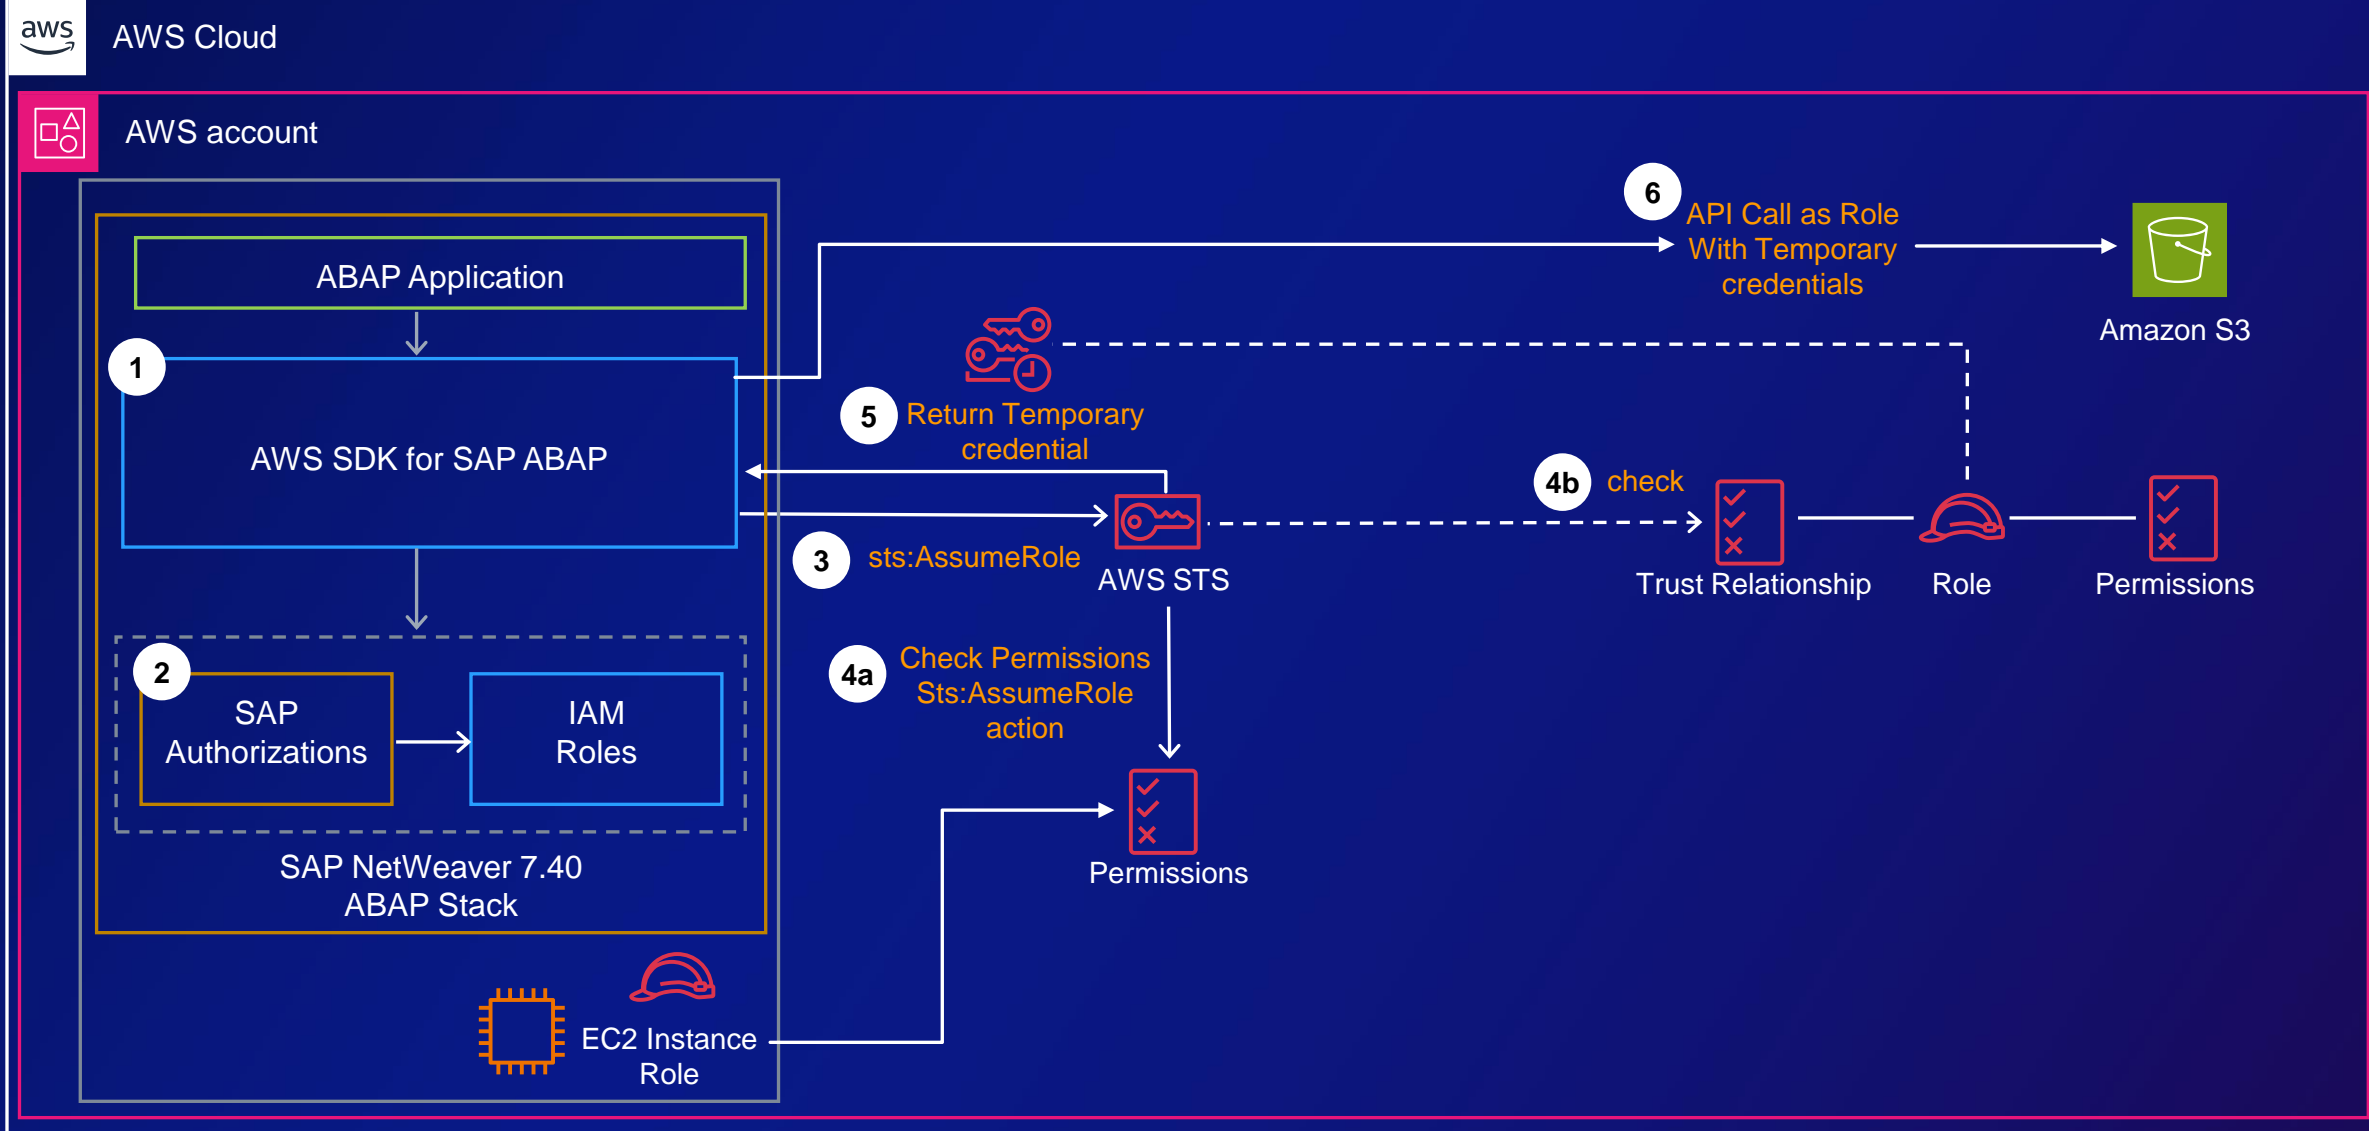 aws
AWS Cloud
AWS account
6
API Call as Role
With Temporary
credentials
Amazon S3
ABAP Application
1
AWS SDK for SAP ABAP
5
Return Temporary
credential
3
sts:AssumeRole
AWS STS
4b
check
Trust Relationship
Role
Permissions
2
SAP
Authorizations
IAM
Roles
4a
Check Permissions
Sts:AssumeRole
action
Permissions
SAP NetWeaver 7.40
ABAP Stack
EC2 Instance
Role